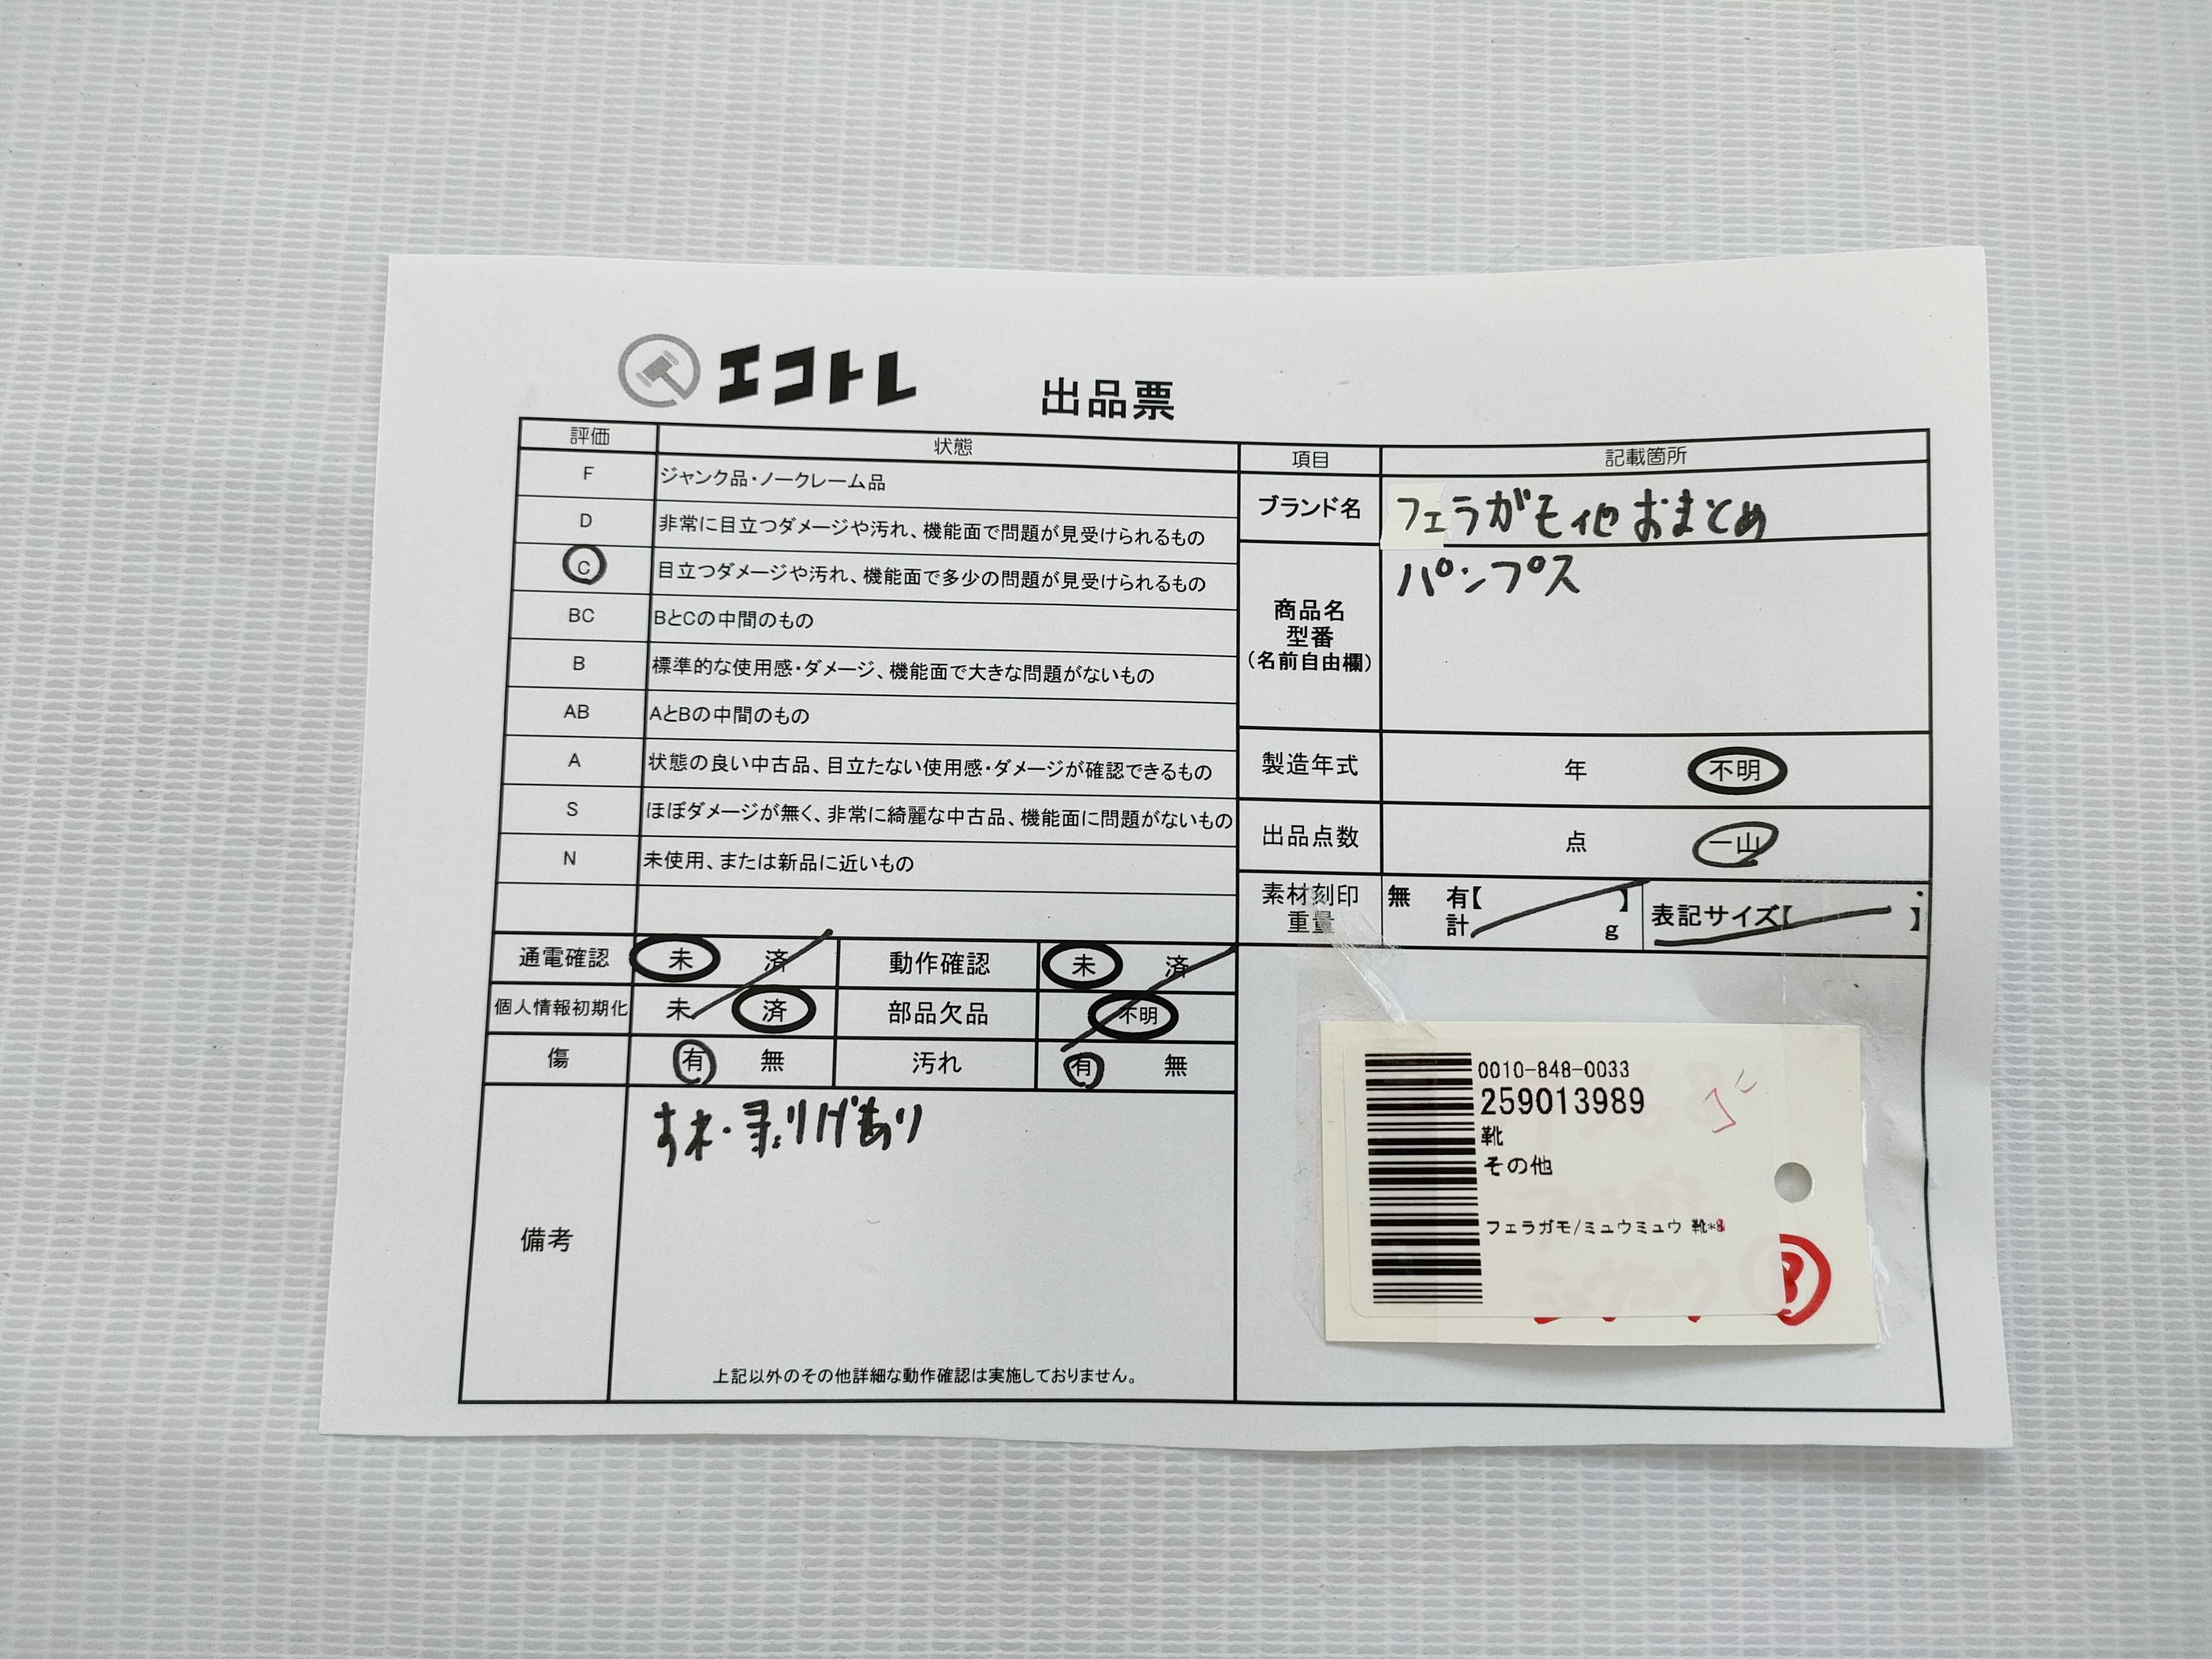 エコトレ
出品票
評価 状態
F ジャンク品・ノークレーム品
D 非常に目立つダメージや汚れ、機能面で問題が見受けられるもの
C 目立つダメージや汚れ、機能面で多少の問題が見受けられるもの
BC BとCの中間のもの
B 標準的な使用感・ダメージ、機能面で大きな問題がないもの
AB AとBの中間のもの
A 状態の良い中古品、目立たない使用感・ダメージが確認できるもの
S ほぼダメージが無く、非常に綺麗な中古品、機能面に問題がないもの
N 未使用、または新品に近いもの
通電確認 未 済 動作確認 未 済
個人情報初期化 未 済 部品欠品 不明
傷 有 無 汚れ 有 無
備考
すれ・あり
上記以外のその他詳細な動作確認は実施しておりません。
項目 記載箇所
ブランド名 フェラガモ他おまとめ
商品名
型番
(名前自由欄)
パンプス
製造年式 年 不明
出品点数 点 一山
素材刻印
重量
無 有【 】
計 g
表記サイズ【 】
0010-848-0033
259013989
靴
その他
フェラガモ/ミュウミュウ 靴*